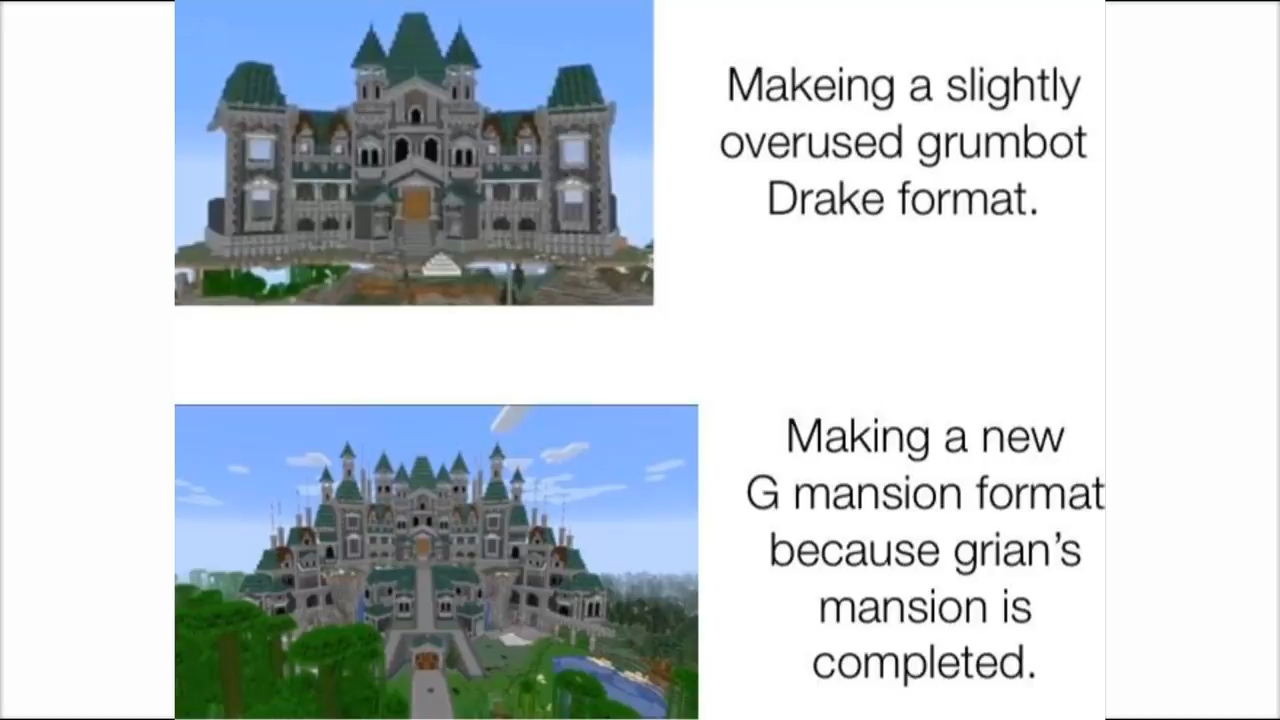 Makeing a slightly
overused grumbot
Drake format.
Making a new
G mansion format
because grian's
mansion is
completed.